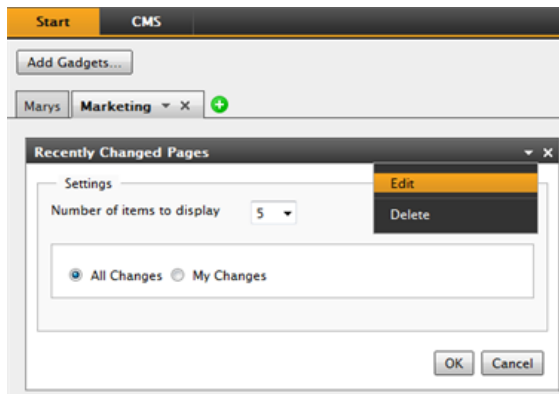 Start CMS
Add Gadgets...
Marys Marketing
Recently Changed Pages
Settings
Edit
Number of items to display 5
Delete
All Changes My Changes
OK Cancel